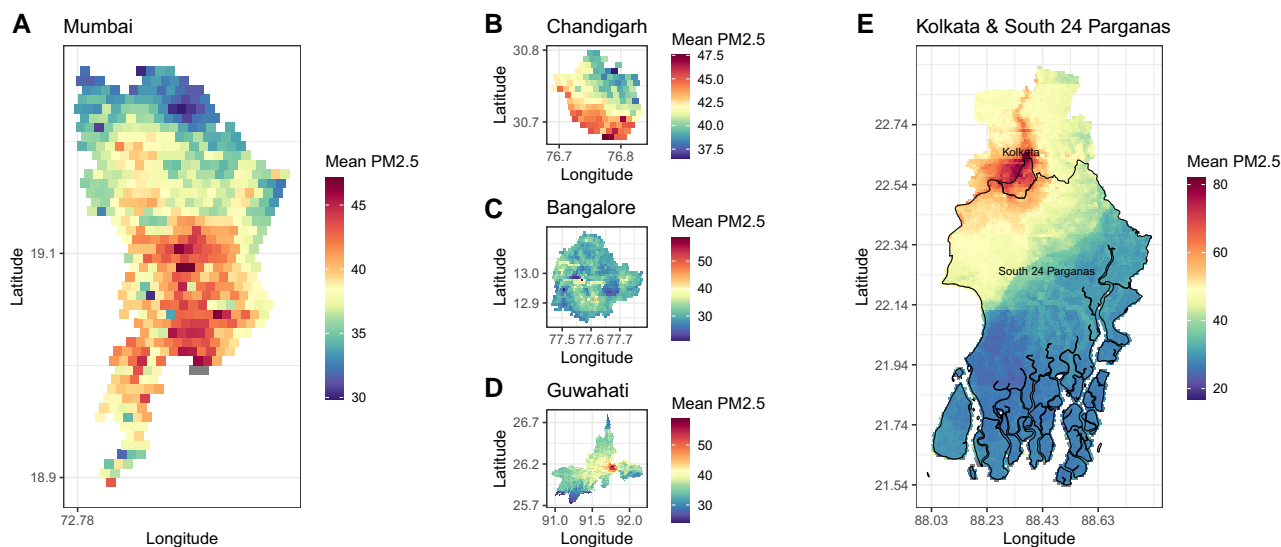 A Mumbai
Mean PM2.5
45
40
35
30
19.1
18.9
72.78
Latitude
Longitude
B Chandigarh
Mean PM2.5
47.5
45.0
42.5
40.0
37.5
30.8
30.7
76.7 76.8
Latitude
Longitude
C Bangalore
Mean PM2.5
50
40
30
13.0
12.9
77.5 77.6 77.7
Latitude
Longitude
D Guwahati
Mean PM2.5
50
40
30
26.7
26.2
25.7
91.0 91.5 92.0
Latitude
Longitude
E Kolkata & South 24 Parganas
Kolkata
South 24 Parganas
Mean PM2.5
80
60
40
20
22.74
22.54
22.34
22.14
21.94
21.74
21.54
88.03 88.23 88.43 88.63
Latitude
Longitude